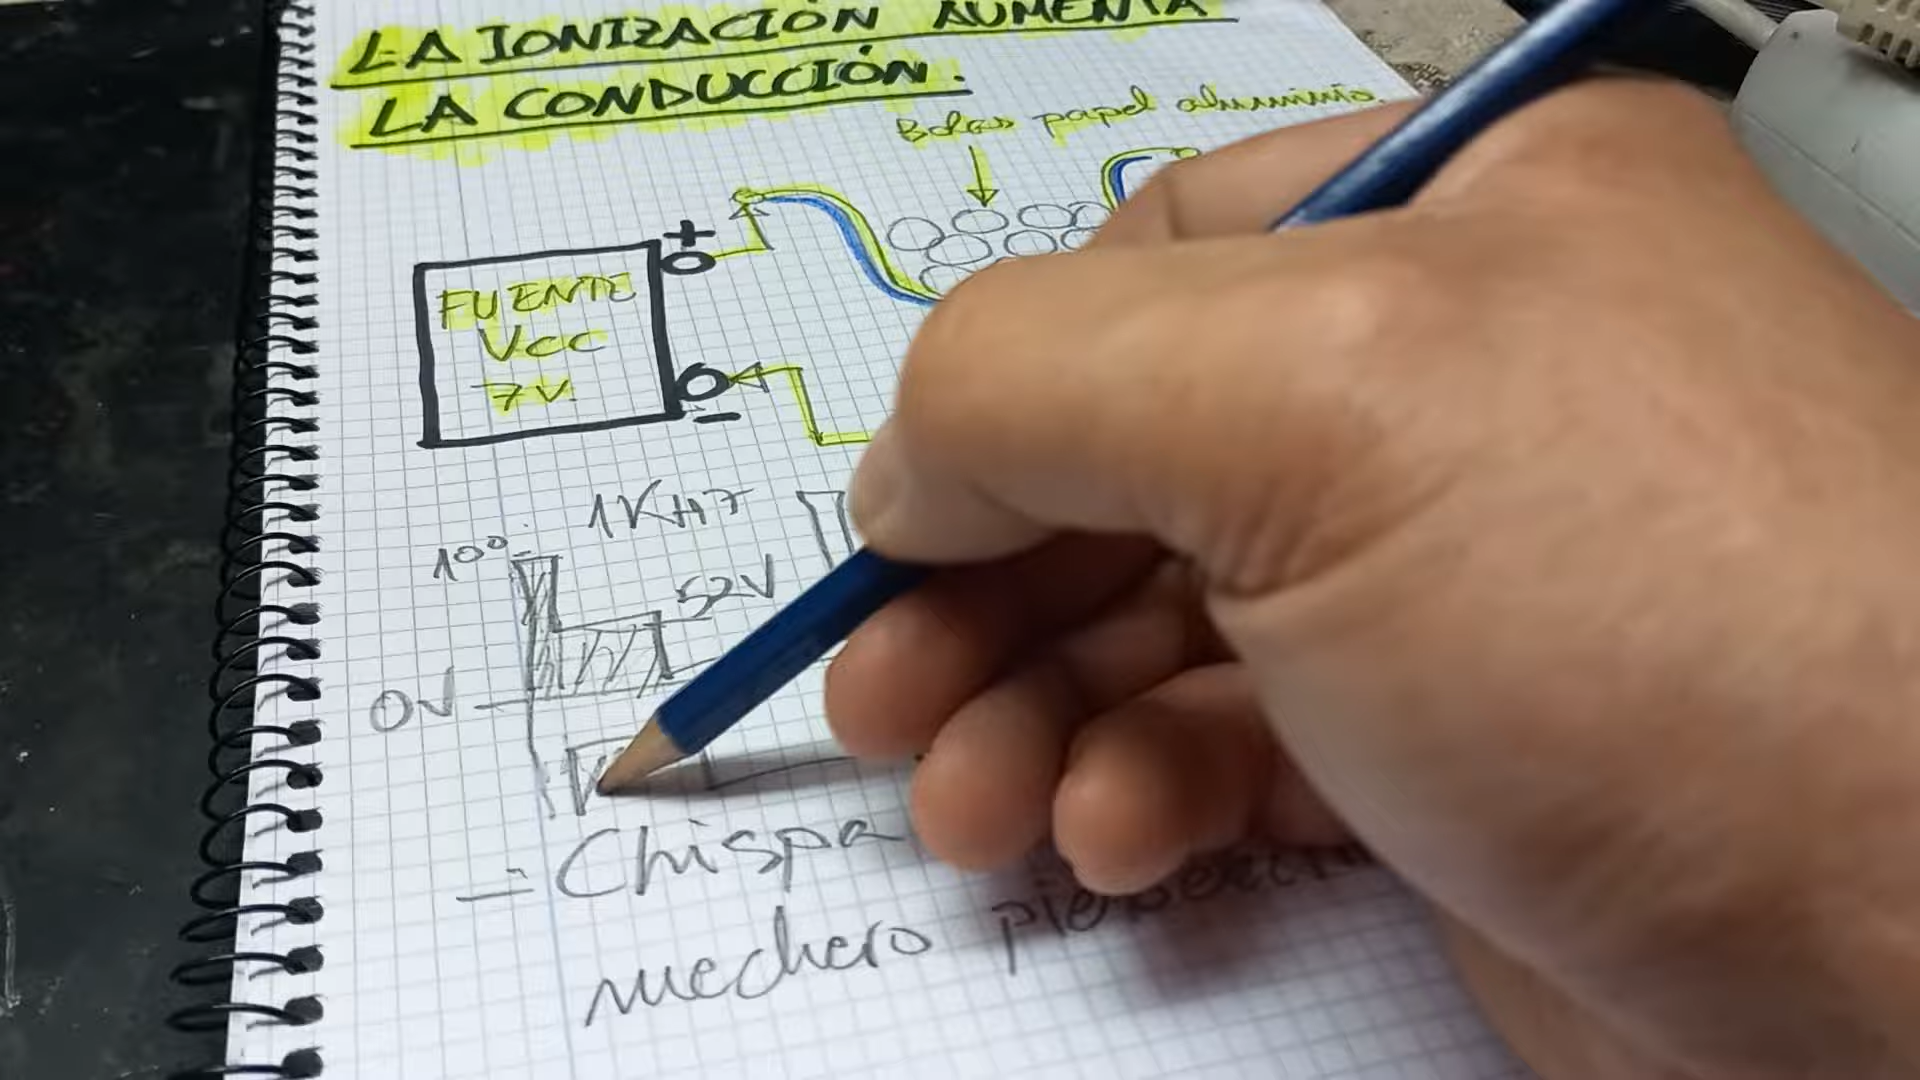 LA IONIZACIÓN AUMENTA
LA CONDUCCIÓN.
Bolas papel aluminio.
+
FUENTE
VCC
7V
-
1KHz
100
52V
0V
- Chispa
mechero